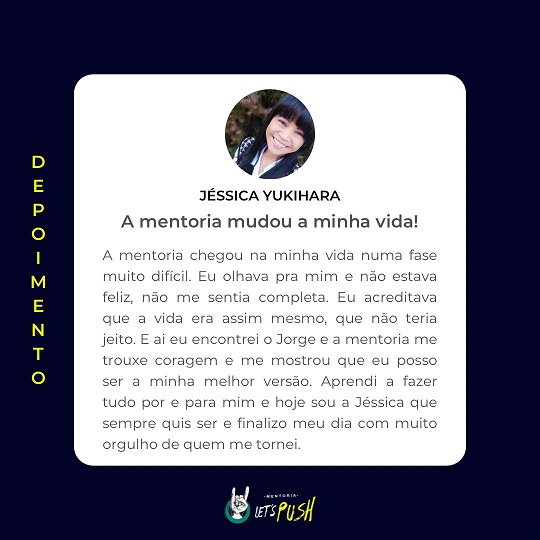 DEPOIMENTO
JÉSSICA YUKIHARA
A mentoria mudou a minha vida!
A mentoria chegou na minha vida numa fase
muito difícil. Eu olhava pra mim e não estava
feliz, não me sentia completa. Eu acreditava
que a vida era assim mesmo, que não teria
jeito. E ai eu encontrei o Jorge e a mentoria me
trouxe coragem e me mostrou que eu posso
ser a minha melhor versão. Aprendi a fazer
tudo por e para mim e hoje sou a Jéssica que
sempre quis ser e finalizo meu dia com muito
orgulho de quem me tornei.
•MENTORIA•
LET'S PUSH